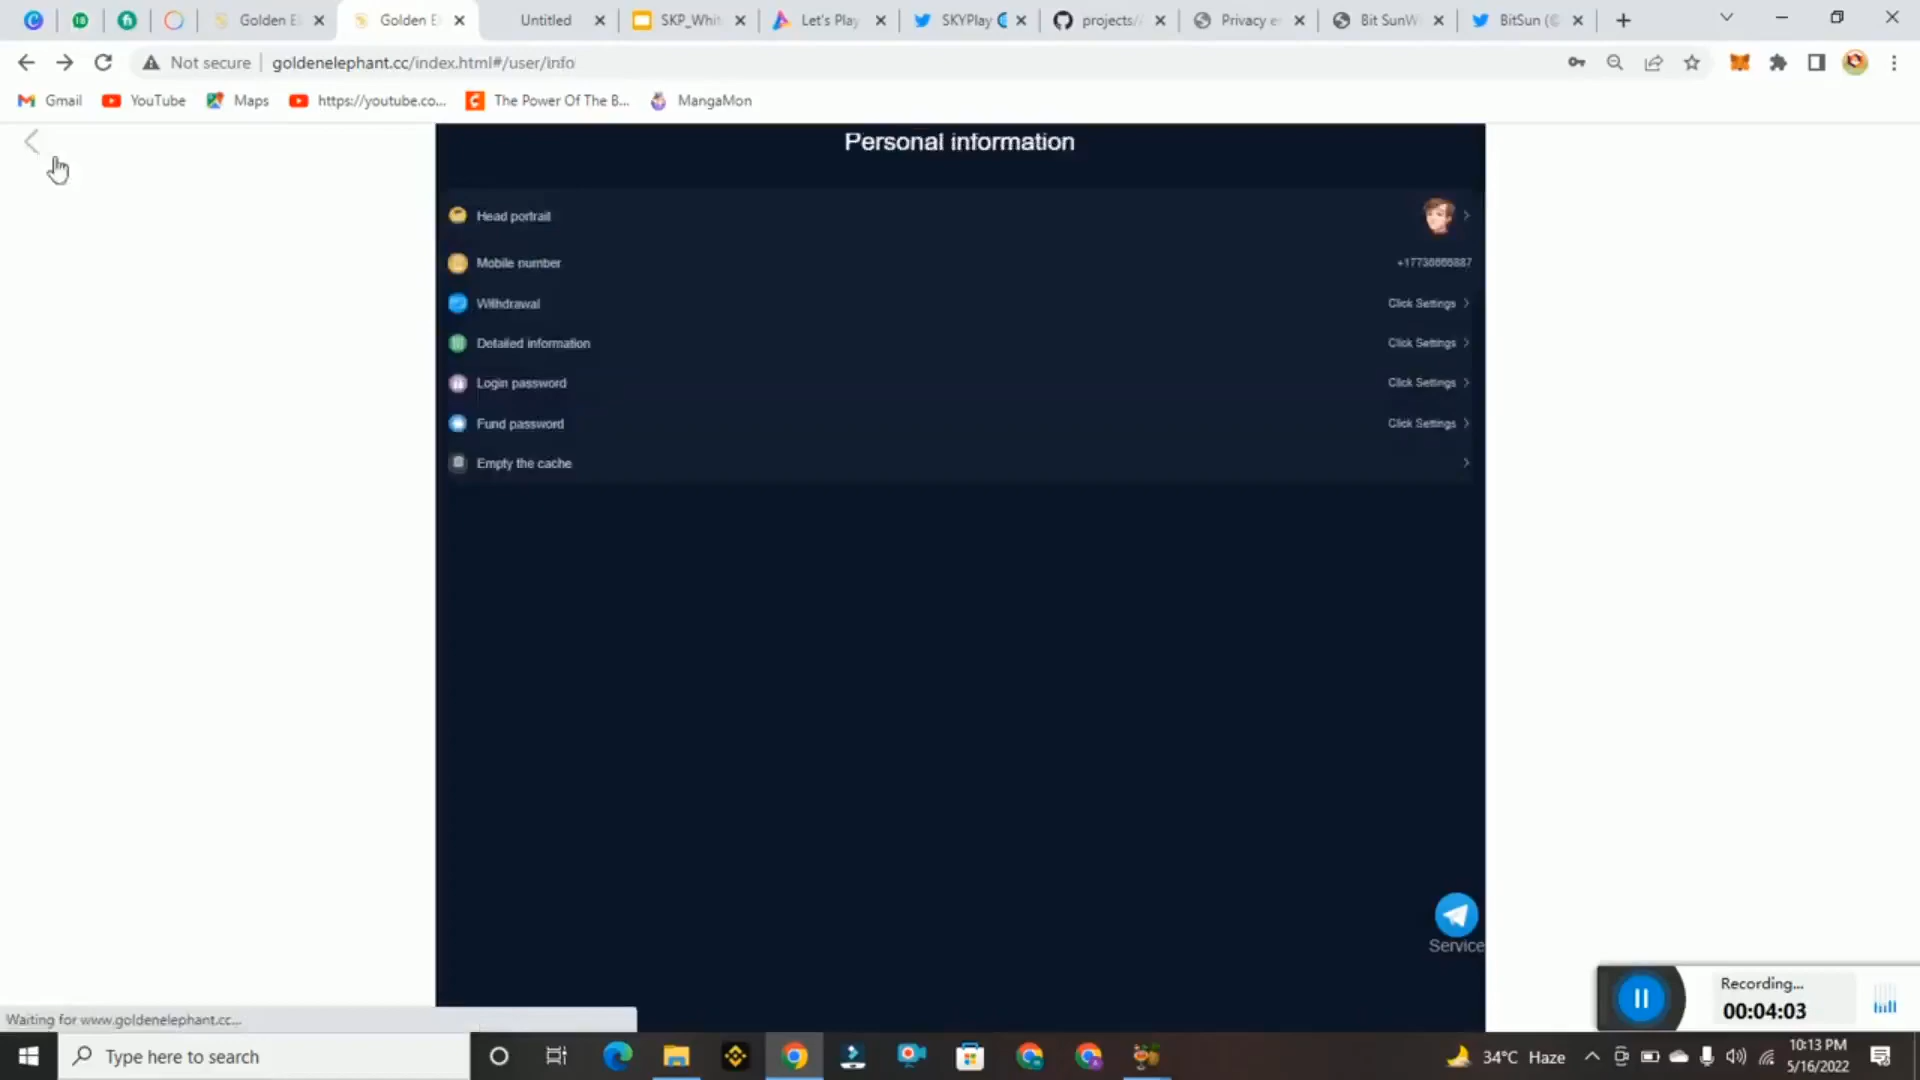 Golden E
Golden E
Untitled
SKP_Whit
Let's Play
SKYPlay
projects/
Privacy e
Bit SunW
BitSun (
Not secure
goldenelephant.cc/index.html#/user/info
Gmail
YouTube
Maps
https://youtube.co...
The Power Of The B...
MangaMon
Personal information
Head portrait
Mobile number
Withdrawal
Click Settings
Detailed information
Click Settings
Login password
Click Settings
Fund password
Click Settings
Empty the cache
Service
Recording...
00:04:03
Waiting for www.goldenelephant.cc...
Type here to search
34°C Haze
10:13 PM
5/16/2022